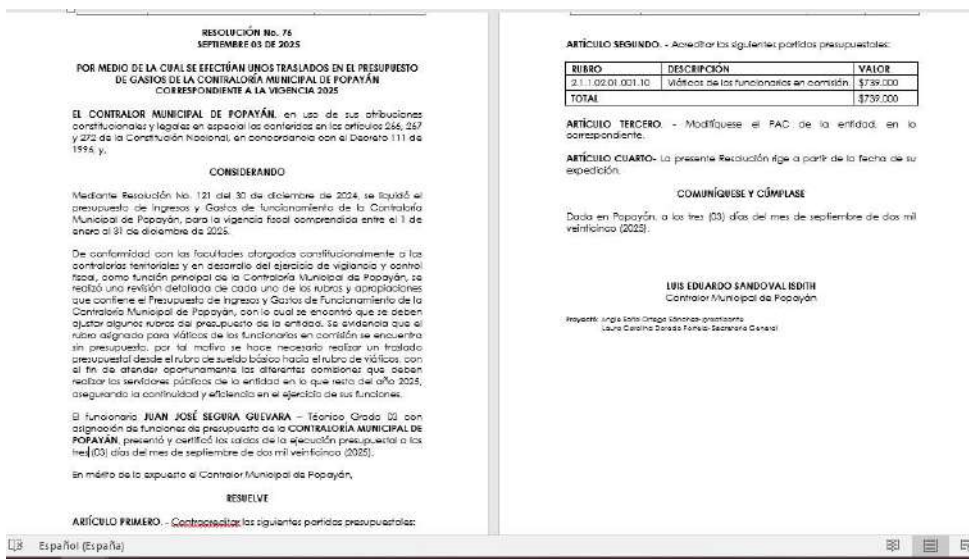 RESOLUCIÓN No. 76
SEPTIEMBRE 03 DE 2025
POR MEDIO DE LA CUAL SE EFECTÚAN UNOS TRASLADOS EN EL PRESUPUESTO
DE GASTOS DE LA CONTRALORÍA MUNICIPAL DE POPAYÁN
CORRESPONDIENTE A LA VIGENCIA 2025
EL CONTRALOR MUNICIPAL DE POPAYÁN, en uso de sus atribuciones
constitucionales y legales en especial las contenidas en los artículos 266, 267
y 272 de la Constitución Nacional, en concordancia con el Decreto 111 de
1996, y,
CONSIDERANDO
Mediante Resolución No. 121 del 30 de diciembre de 2024, se liquidó el
presupuesto de Ingresos y Gastos de funcionamiento de la Contraloría
Municipal de Popayán, para la vigencia fiscal comprendida entre el 1 de
enero al 31 de diciembre de 2025.
De conformidad con las facultades otorgadas constitucionalmente a las
contralorías territoriales y en desarrollo del ejercicio de vigilancia y control
fiscal, como función principal de la Contraloría Municipal de Popayán, se
realizó una revisión detallada de cada uno de los rubros y apropiaciones
que contiene el Presupuesto de Ingresos y Gastos de Funcionamiento de la
Contraloría Municipal de Popayán, con lo cual se encontró que se deben
ajustar algunos rubros del presupuesto de la entidad. Se evidencia que el
rubro asignado para viáticos de los funcionarios en comisión se encuentra
sin presupuesto, por tal motivo se hace necesario realizar un traslado
presupuestal desde el rubro de sueldo básico hacia el rubro de viáticos, con
el fin de atender oportunamente las diferentes comisiones que deben
realizar los servidores públicos de la entidad en lo que resta del año 2025,
asegurando la continuidad y eficiencia en el ejercicio de sus funciones.
El funcionario JUAN JOSÉ SEGURA GUEVARA – Técnico Grado 03 con
asignación de funciones de presupuesto de la CONTRALORÍA MUNICIPAL DE
POPAYÁN, presentó y certificó los saldos de la ejecución presupuestal a los
tres (03) días del mes de septiembre de dos mil veinticinco (2025).
En mérito de lo expuesto el Contralor Municipal de Popayán,
RESUELVE
ARTÍCULO PRIMERO. - Contracreditar las siguientes partidas presupuestales:
ARTÍCULO SEGUNDO. - Acreditar las siguientes partidas presupuestales:
RUBRO DESCRIPCIÓN VALOR
2.1.1.02.01.001.10 Viáticos de los funcionarios en comisión $739.000
TOTAL $739.000
ARTÍCULO TERCERO. - Modifíquese el PAC de la entidad, en lo
correspondiente.
ARTÍCULO CUARTO- La presente Resolución rige a partir de la fecha de su
expedición.
COMUNÍQUESE Y CÚMPLASE
Dada en Popayán, a los tres (03) días del mes de septiembre de dos mil
veinticinco (2025).
LUIS EDUARDO SANDOVAL ISDITH
Contralor Municipal de Popayán
Proyectó: Angie Sofía Ortega Sánchez-practicante
Laura Carolina Dorado -Secretaria General
Español (España)